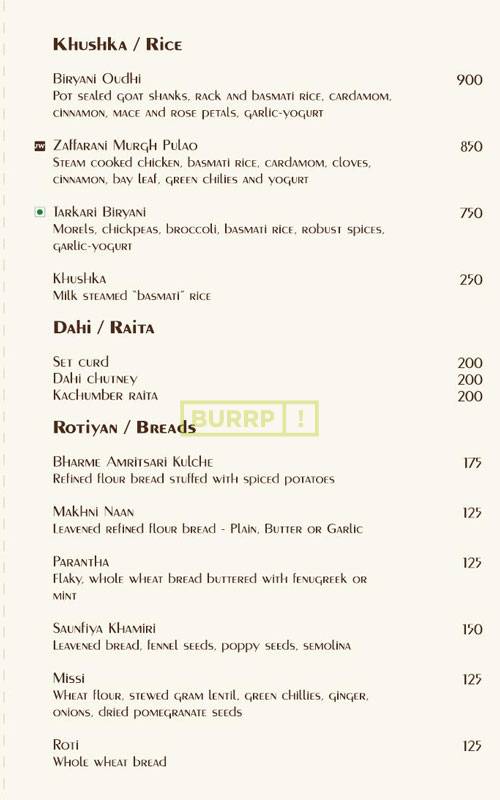 Khushka / Rice
Biryani Oudhi 900
Pot sealed goat shanks, rack and basmati rice, cardamom,
cinnamon, mace and rose petals, garlic-yogurt
JW Zaffarani Murgh Pulao 850
Steam cooked chicken, basmati rice, cardamom, cloves,
cinnamon, bay leaf, green chilies and yogurt
Tarkari Biryani 750
Morels, chickpeas, broccoli, basmati rice, robust spices,
garlic-yogurt
Khushka 250
Milk steamed "basmati" rice
Dahi / Raita
Set curd 200
Dahi chutney 200
Kachumber raita 200
BURRP!
Rotiyan / Breads
Bharme Amritsari Kulche 175
Refined flour bread stuffed with spiced potatoes
Makhni Naan 125
Leavened refined flour bread - Plain, Butter or Garlic
Parantha 125
Flaky, whole wheat bread buttered with fenugreek or
mint
Saunfiya Khamiri 150
Leavened bread, fennel seeds, poppy seeds, semolina
Missi 125
Wheat flour, stewed gram lentil, green chillies, ginger,
onions, dried pomegranate seeds
Roti 125
Whole wheat bread